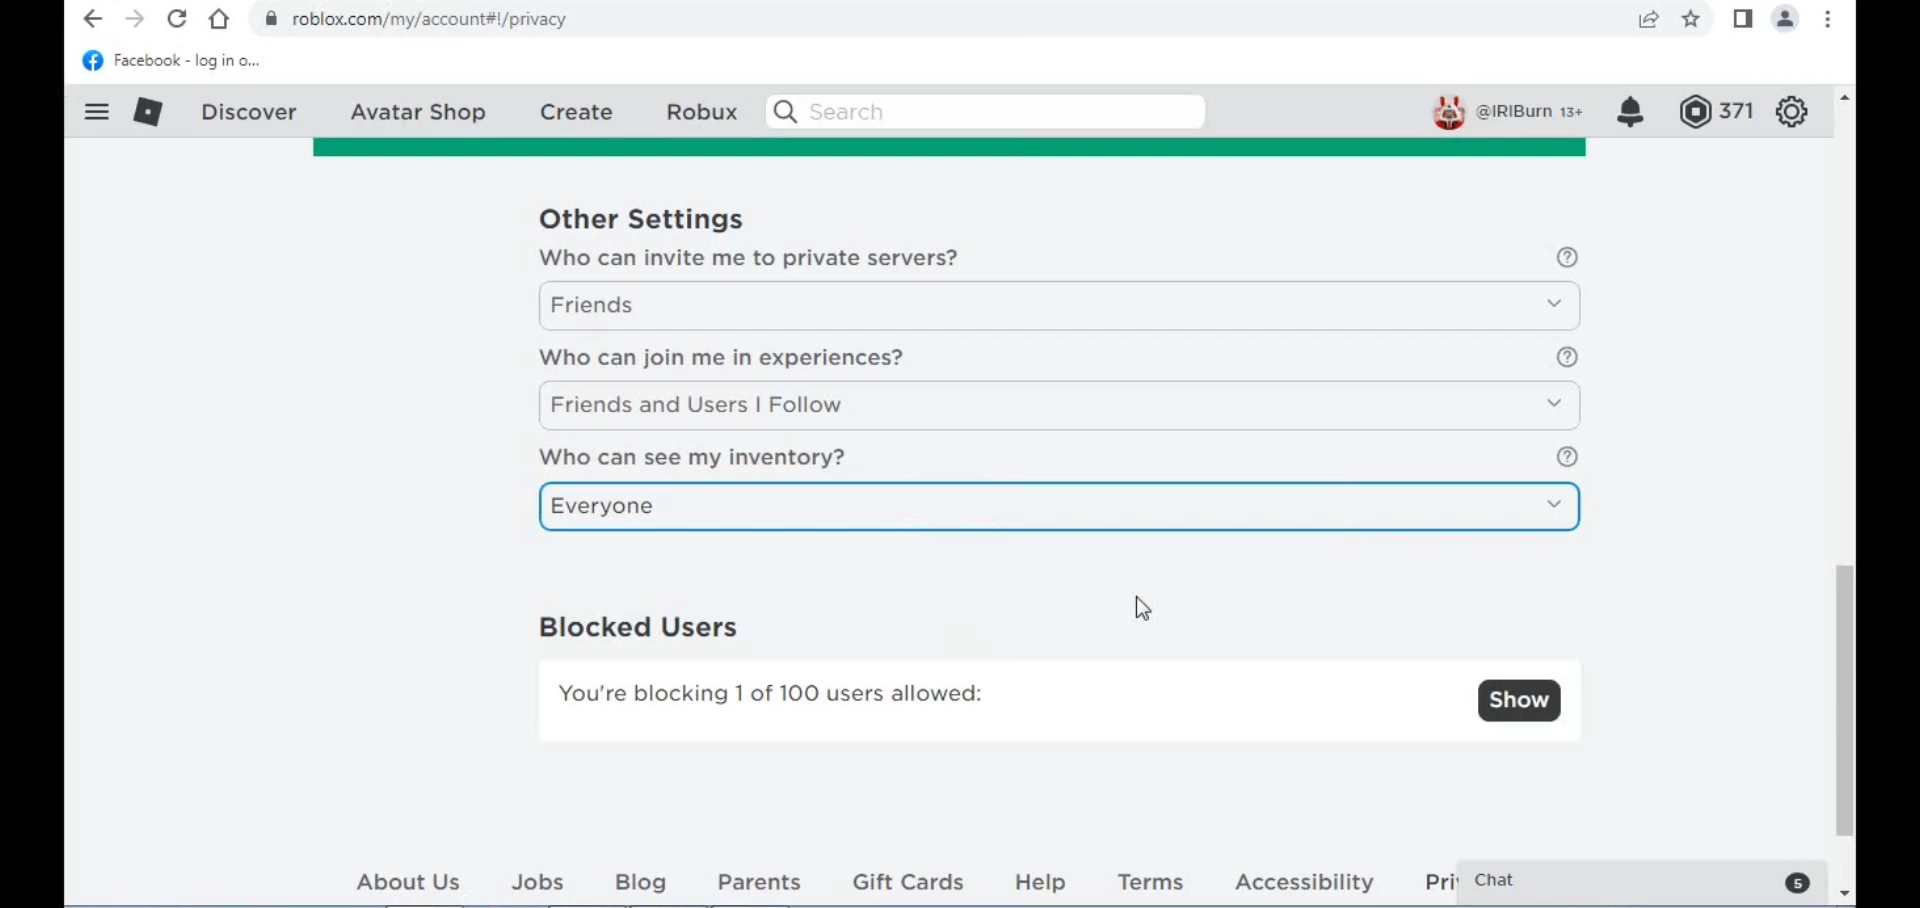 roblox.com/my/account#!/privacy
Facebook - log in o...
Discover Avatar Shop Create Robux Search @IRIBurn 13+ 371
Other Settings
Who can invite me to private servers?
Friends
Who can join me in experiences?
Friends and Users I Follow
Who can see my inventory?
Everyone
Blocked Users
You're blocking 1 of 100 users allowed:
Show
About Us Jobs Blog Parents Gift Cards Help Terms Accessibility Pri Chat 5